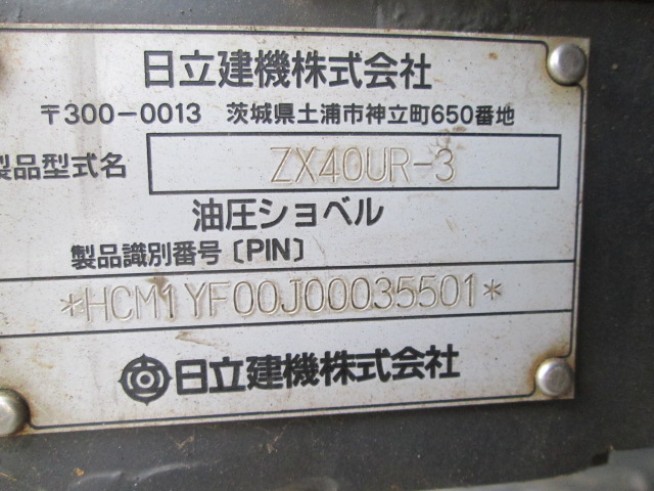 日立建機株式会社
〒300-0013 茨城県土浦市神立町650番地
製品型式名 ZX40UR-3
油圧ショベル
製品識別番号〔PIN〕
*HCM1YF00J00035501*
日立建機株式会社